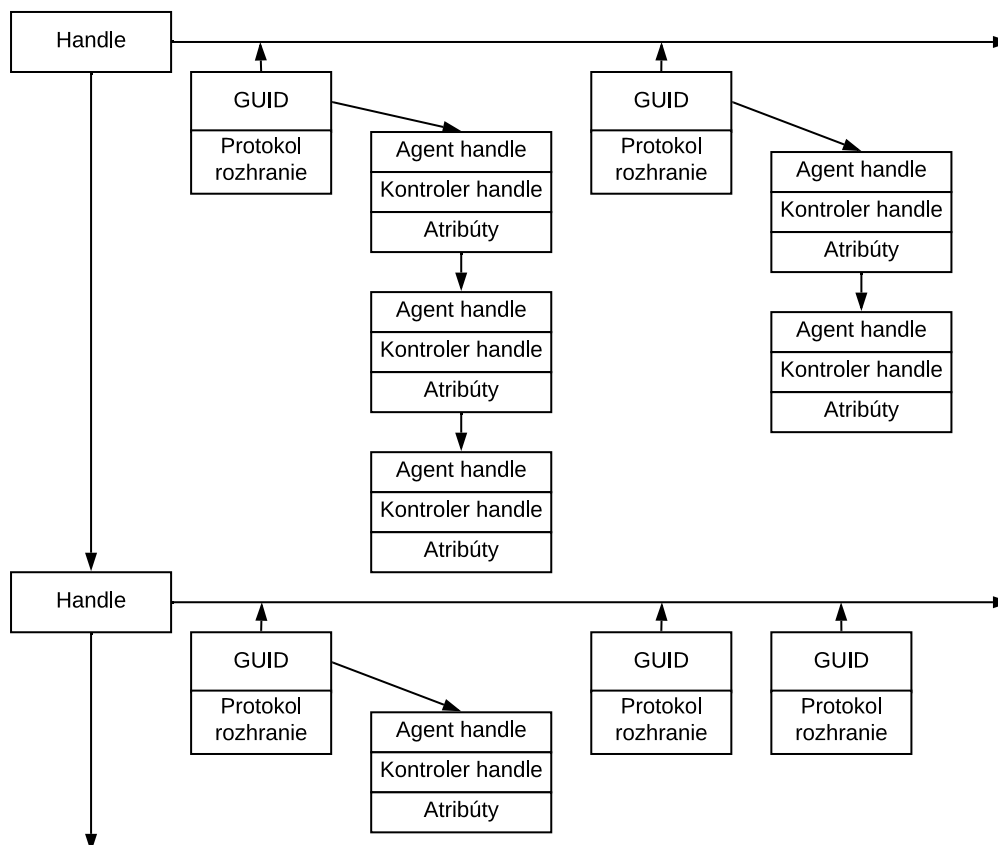 Handle
GUID
Protokol
rozhranie
Agent handle
Kontroler handle
Atribúty
Agent handle
Kontroler handle
Atribúty
Agent handle
Kontroler handle
Atribúty
GUID
Protokol
rozhranie
Agent handle
Kontroler handle
Atribúty
Agent handle
Kontroler handle
Atribúty
Handle
GUID
Protokol
rozhranie
Agent handle
Kontroler handle
Atribúty
GUID
Protokol
rozhranie
GUID
Protokol
rozhranie